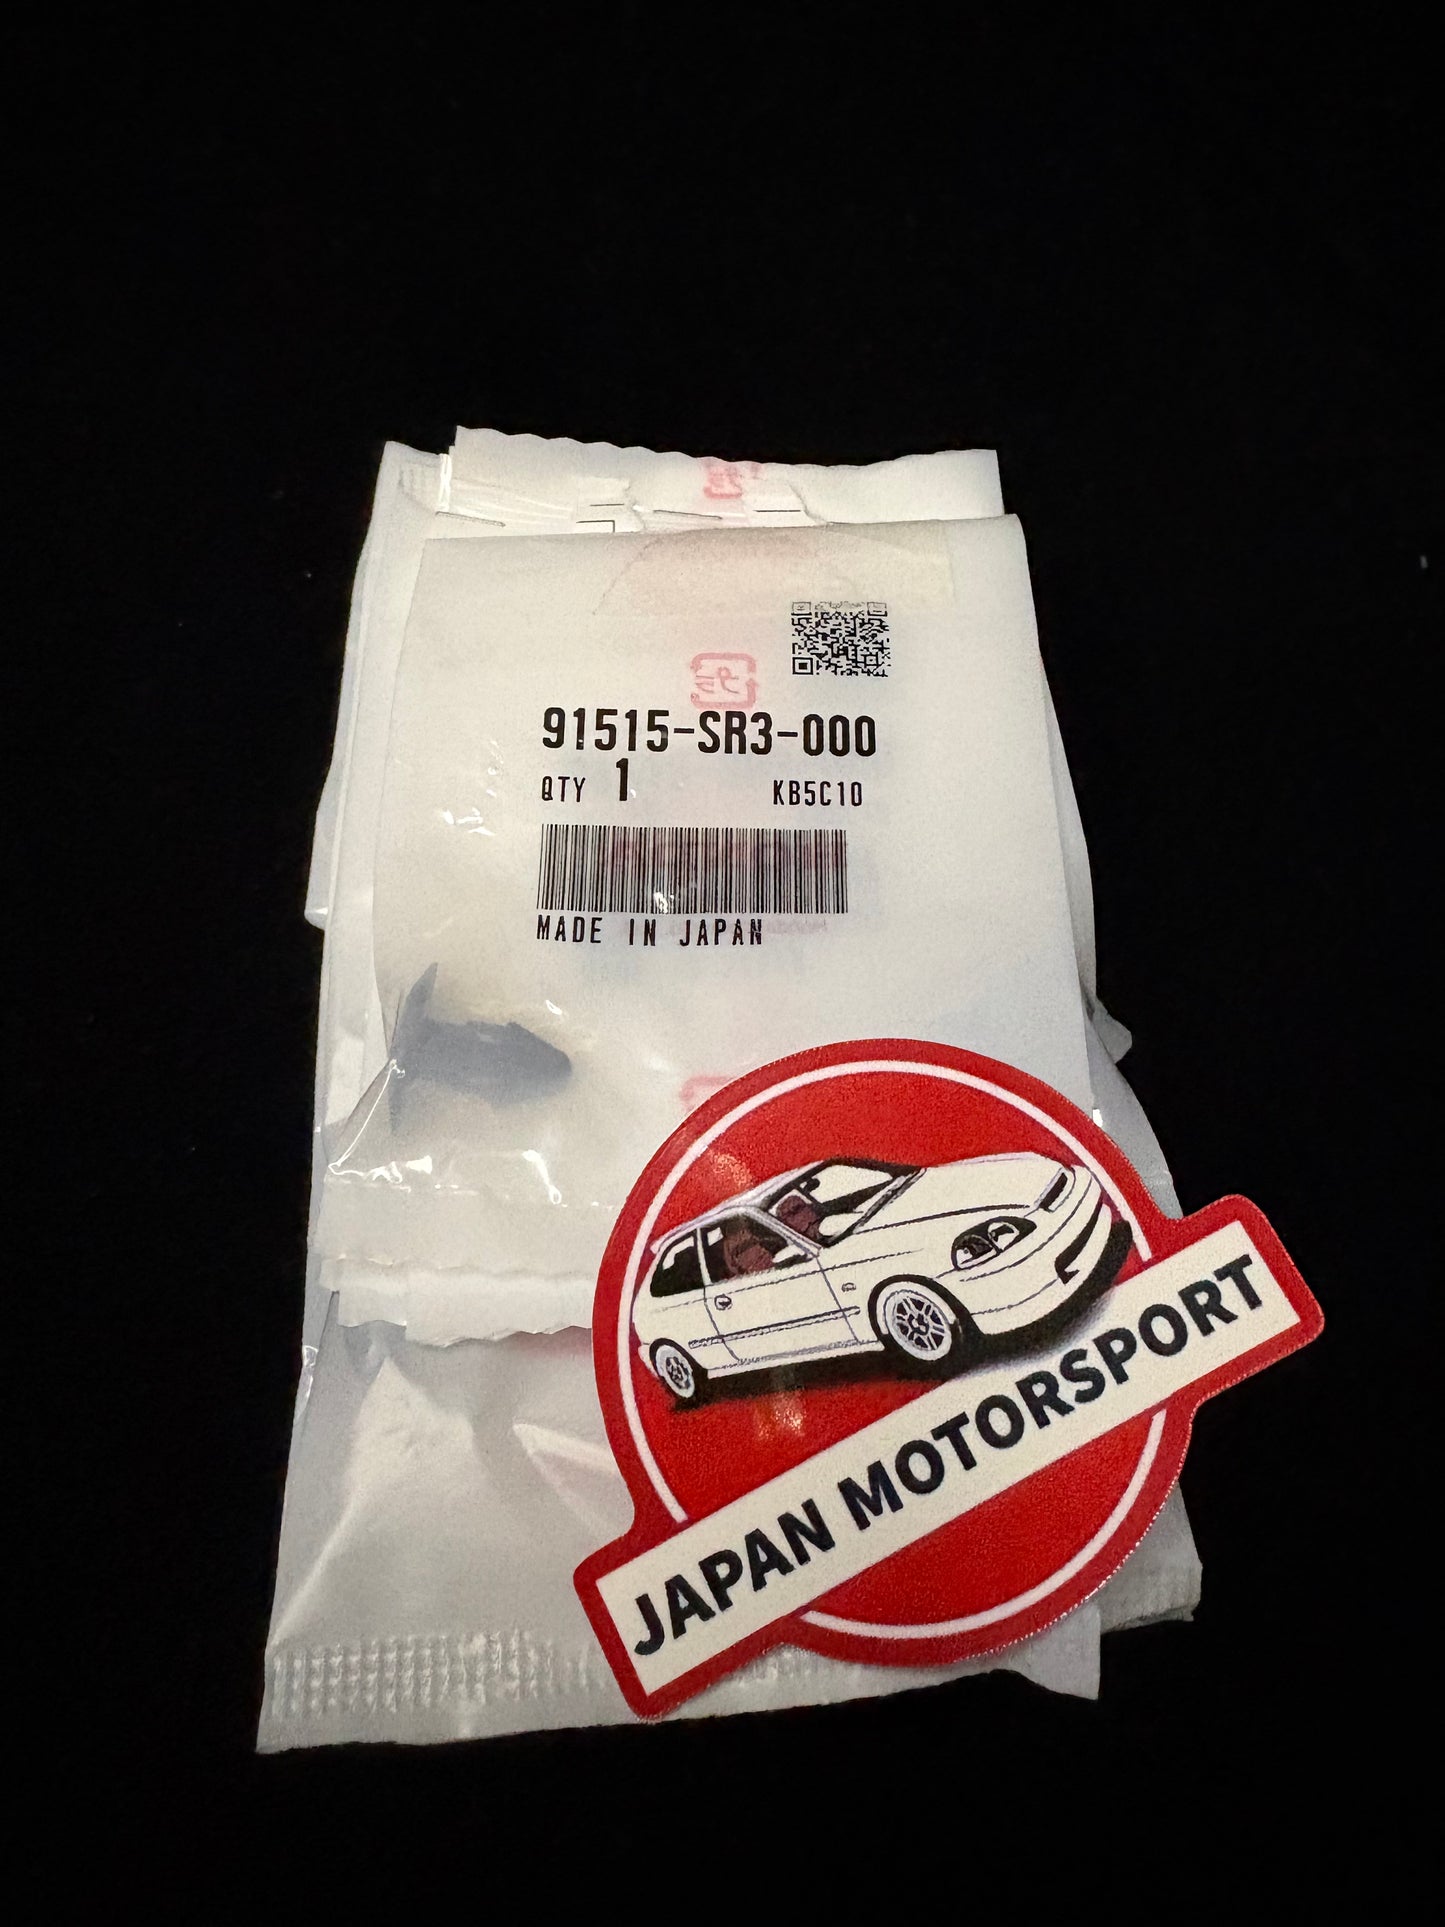 91515-SR3-000
QTY 1 KB5C10
MADE IN JAPAN
JAPAN MOTORSPORT